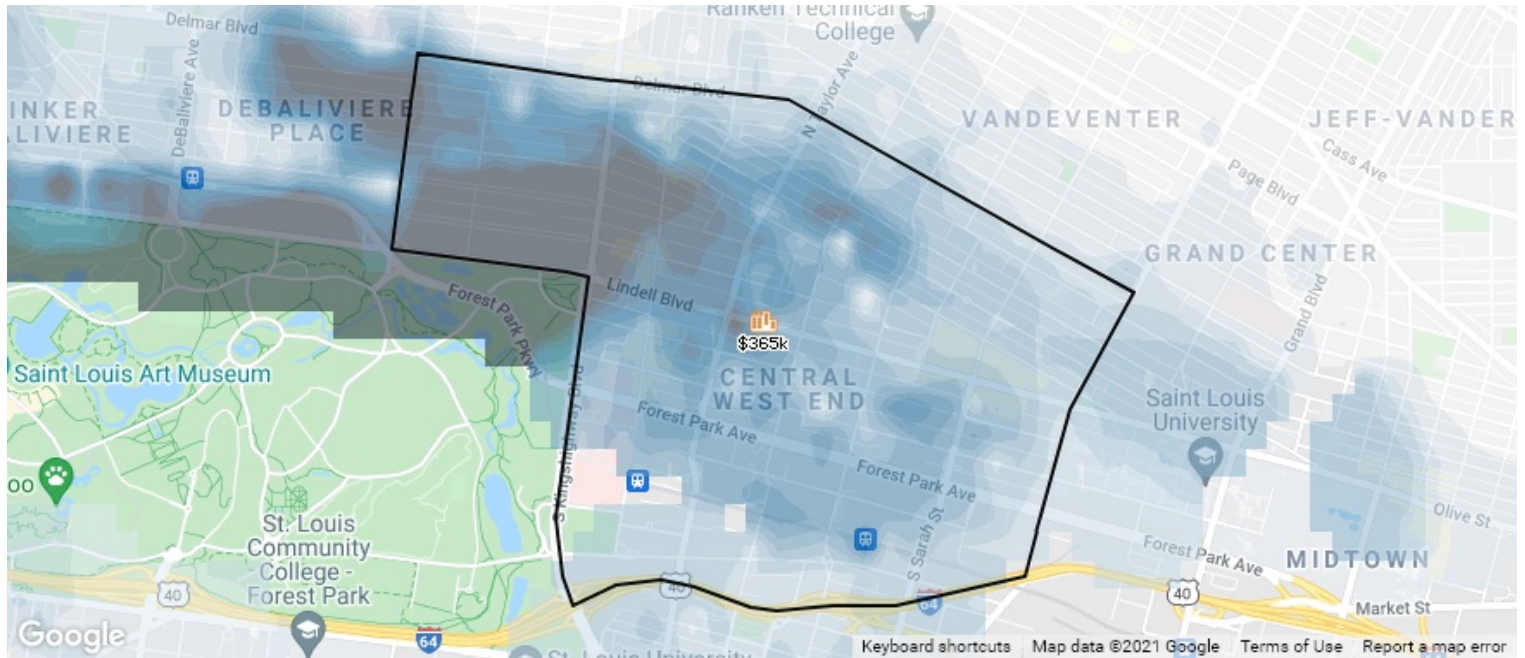 Ranken Technical
College
Delmar Blvd
DeBaliviere Ave
DEBALIVIERE
PLACE
INKER
ALIVIERE
Delmar Blvd
N Taylor Ave
VANDEVENTER
JEFF-VANDER
Cass Ave
Page Blvd
GRAND CENTER
Grand Blvd
Forest Park Pkwy
Lindell Blvd
$365k
CENTRAL
WEST END
Saint Louis Art Museum
S Kingshighway Blvd
Forest Park Ave
Forest Park Ave
Saint Louis
University
oo
St. Louis
Community
College -
Forest Park
S Sarah St
Olive St
Forest Park Ave
MIDTOWN
40
40
64
40
Market St
64
Google
St. Louis University
Keyboard shortcuts
Map data ©2021 Google
Terms of Use
Report a map error